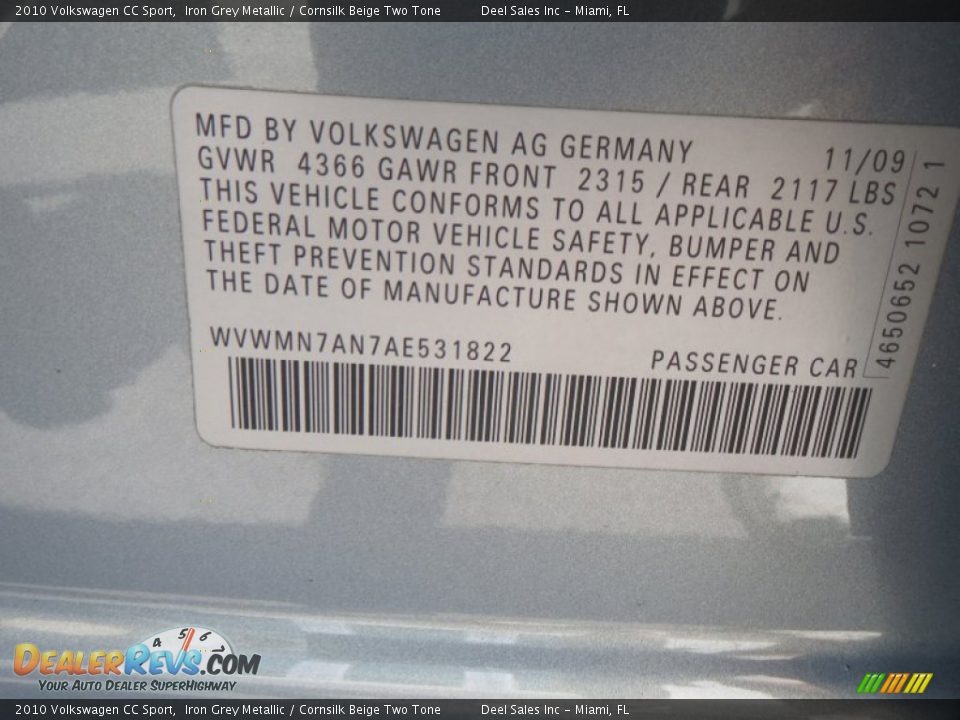 2010 Volkswagen CC Sport, Iron Grey Metallic / Cornsilk Beige Two Tone Deel Sales Inc - Miami, FL
MFD BY VOLKSWAGEN AG GERMANY 11/09
GVWR 4366 GAWR FRONT 2315 / REAR 2117 LBS
THIS VEHICLE CONFORMS TO ALL APPLICABLE U.S.
FEDERAL MOTOR VEHICLE SAFETY, BUMPER AND
THEFT PREVENTION STANDARDS IN EFFECT ON
THE DATE OF MANUFACTURE SHOWN ABOVE.
WVWMN7AN7AE531822 PASSENGER CAR
4650652 1072 1
4 5 6
DEALERREVS.COM
YOUR AUTO DEALER SUPERHIGHWAY
2010 Volkswagen CC Sport, Iron Grey Metallic / Cornsilk Beige Two Tone Deel Sales Inc - Miami, FL